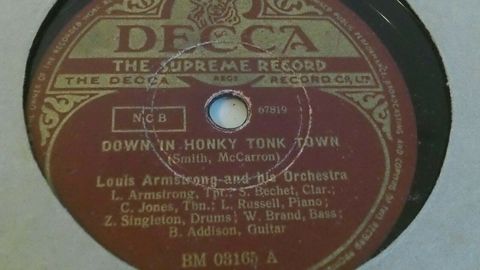 DECCA
THE SUPREME RECORD
THE DECCA REGD RECORD CO., LTD.
NCB
67819
DOWN IN HONKY TONK TOWN
(Smith, McCarron)
Louis Armstrong and his Orchestra
L. Armstrong, Tpt.; S. Bechet, Clar.;
C. Jones, Tbn.; L. Russell, Piano;
Z. Singleton, Drums; W. Brand, Bass;
B. Addison, Guitar
BM 03165 A